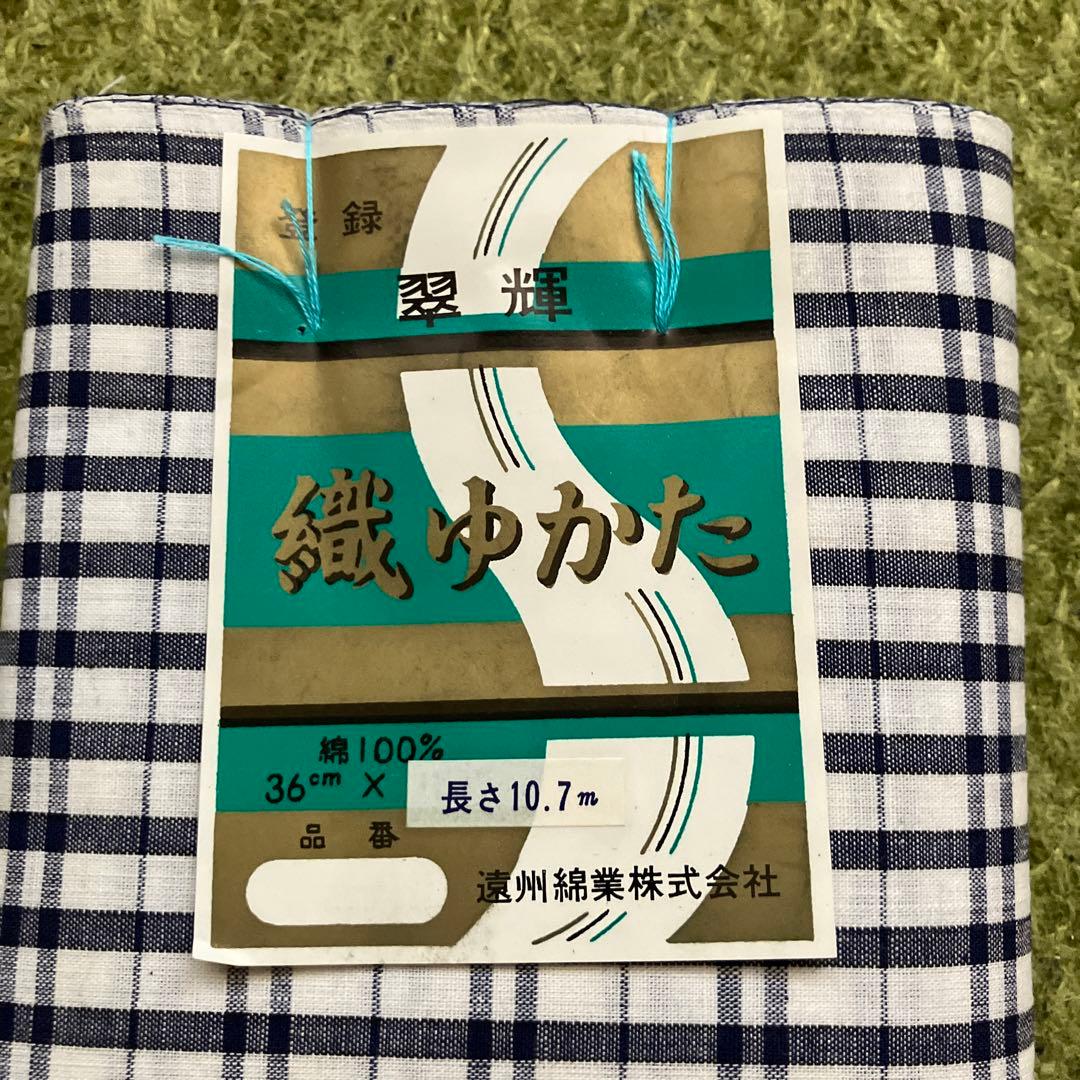 登録
翠輝
織ゆかた
綿100%
36cm × 長さ10.7m
品番
遠州綿業株式会社